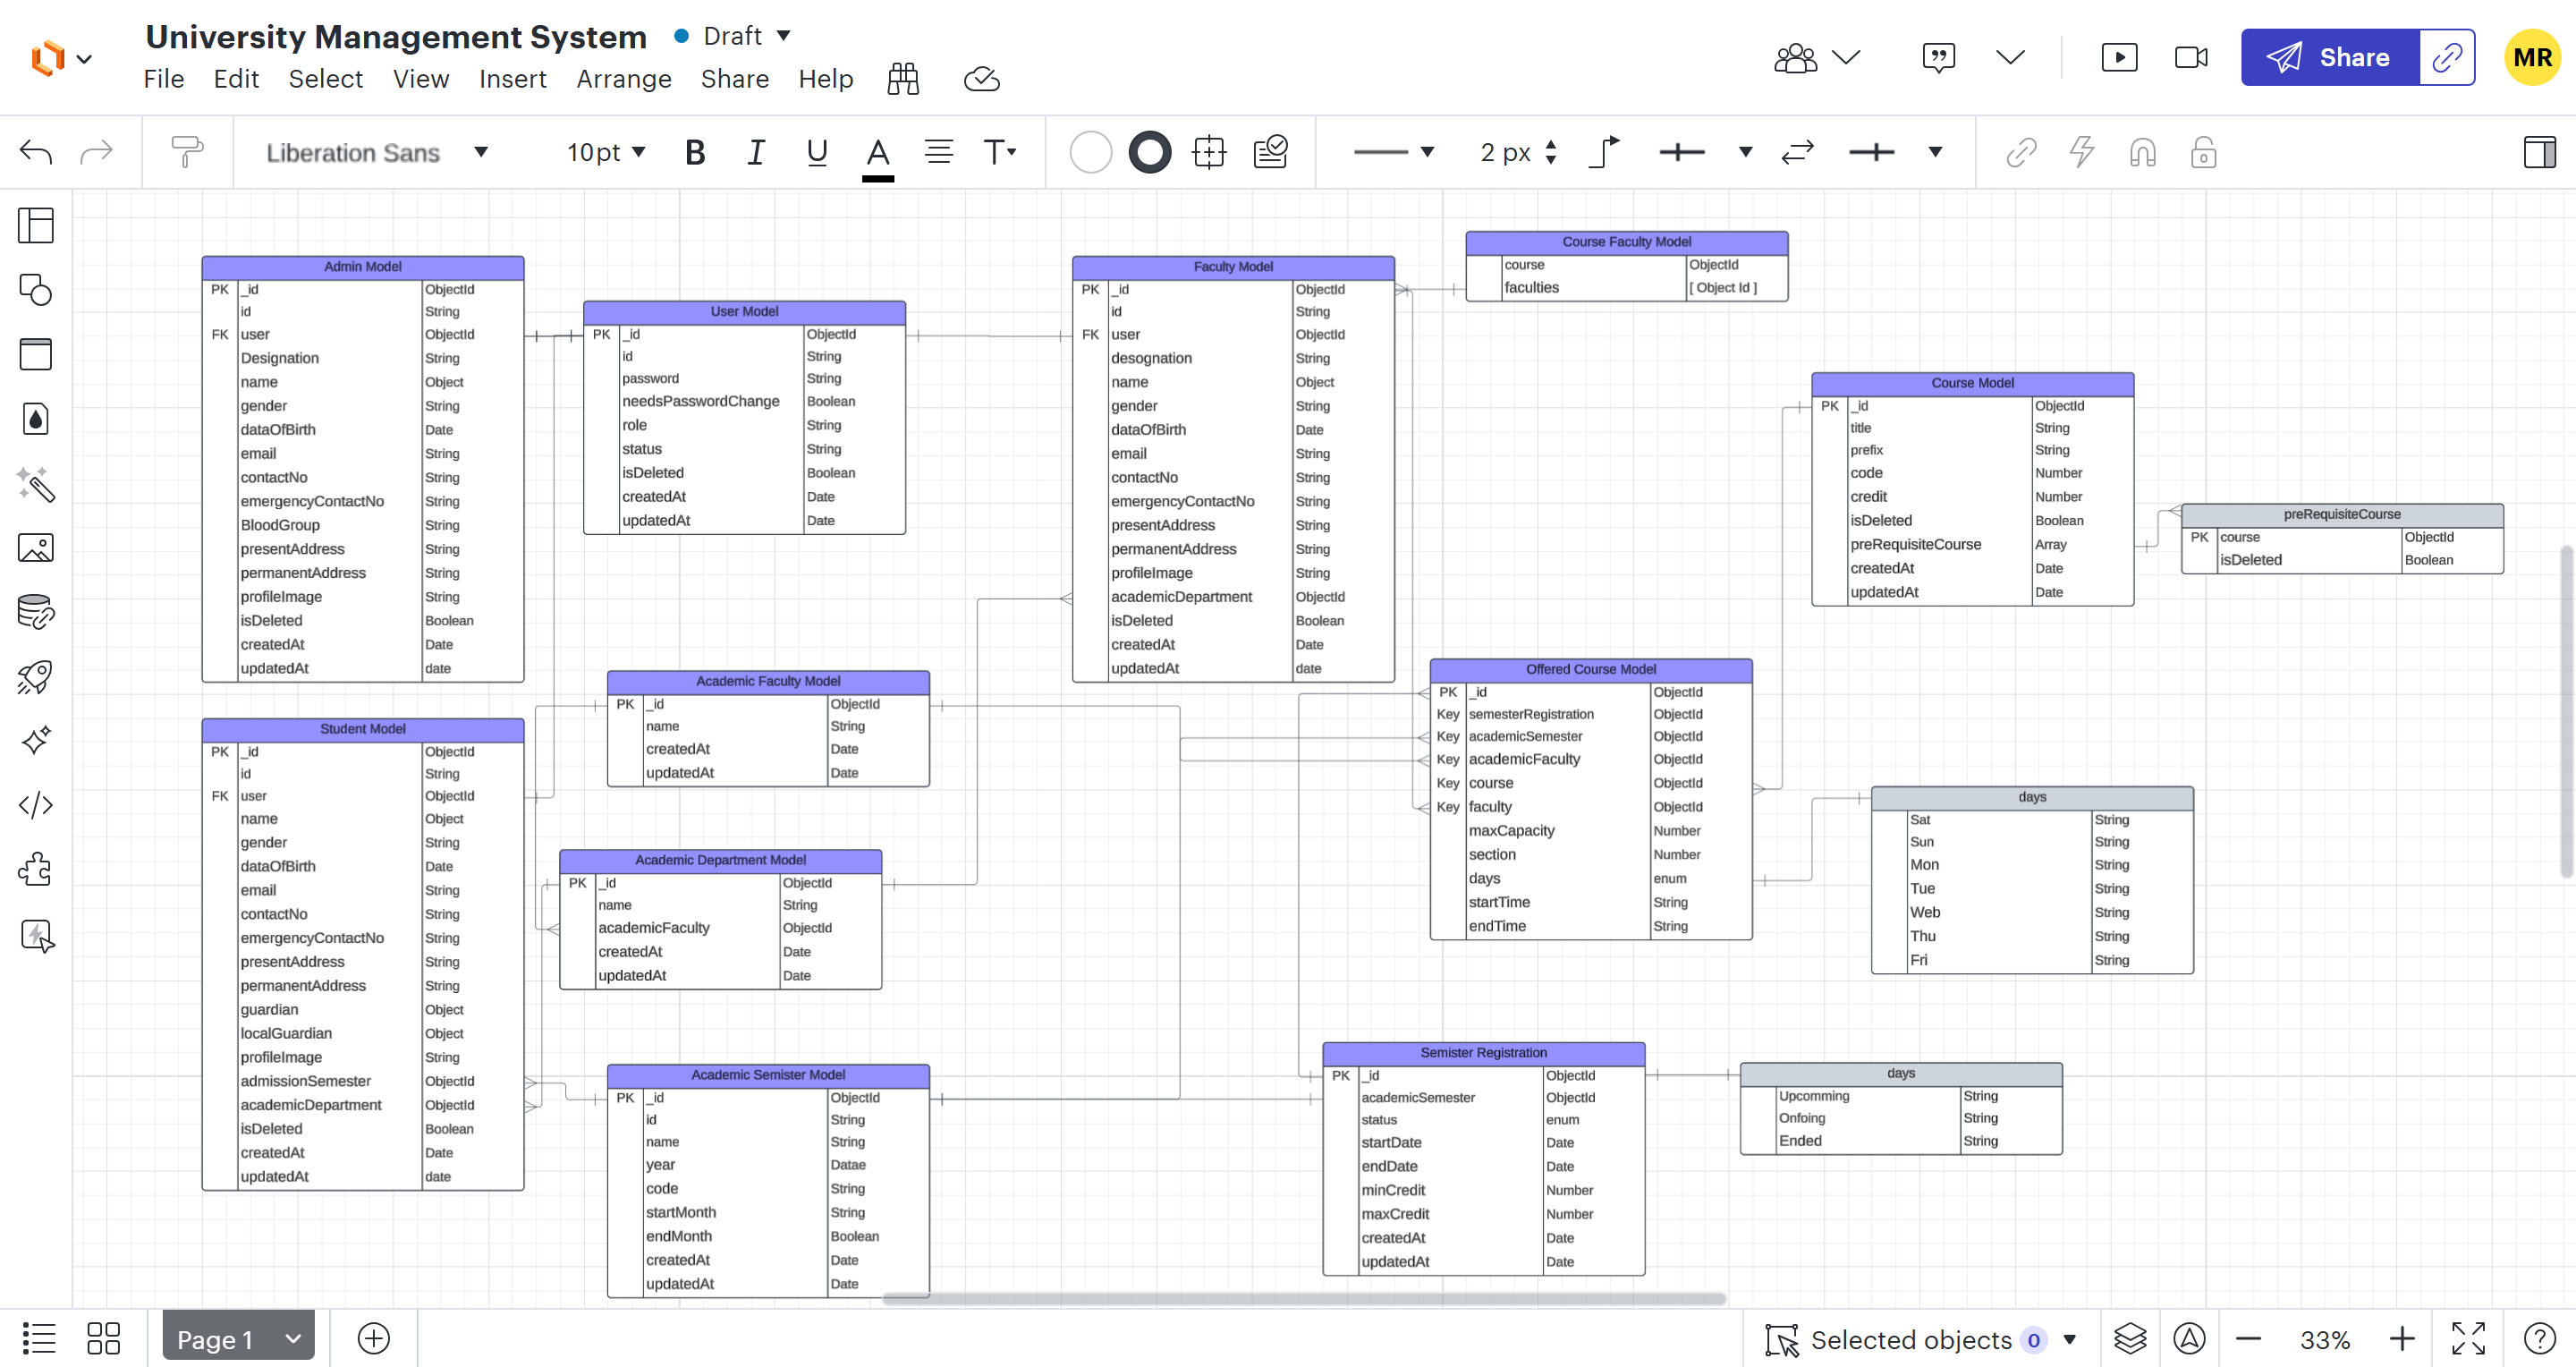 University Management System
Draft
File Edit Select View Insert Arrange Share Help
Share
MR
Liberation Sans
10pt
B I U A T
2 px
Admin Model
PK _id ObjectId
id String
FK user ObjectId
Designation String
name Object
gender String
dataOfBirth Date
email String
contactNo String
emergencyContactNo String
BloodGroup String
presentAddress String
permanentAddress String
profileImage String
isDeleted Boolean
createdAt Date
updatedAt date
User Model
PK _id ObjectId
id String
password String
needsPasswordChange Boolean
role String
status String
isDeleted Boolean
createdAt Date
updatedAt Date
Faculty Model
PK _id ObjectId
id String
FK user ObjectId
desognation String
name Object
gender String
dataOfBirth Date
email String
contactNo String
emergencyContactNo String
presentAddress String
permanentAddress String
profileImage String
academicDepartment ObjectId
isDeleted Boolean
createdAt Date
updatedAt date
Course Faculty Model
course ObjectId
faculties [ Object Id ]
Course Model
PK _id ObjectId
title String
prefix String
code Number
credit Number
isDeleted Boolean
preRequisiteCourse Array
createdAt Date
updatedAt Date
preRequisiteCourse
PK course ObjectId
isDeleted Boolean
Student Model
PK _id ObjectId
id String
FK user ObjectId
name Object
gender String
dataOfBirth Date
email String
contactNo String
emergencyContactNo String
presentAddress String
permanentAddress String
guardian Object
localGuardian Object
profileImage String
admissionSemester ObjectId
academicDepartment ObjectId
isDeleted Boolean
createdAt Date
updatedAt date
Academic Faculty Model
PK _id ObjectId
name String
createdAt Date
updatedAt Date
Academic Department Model
PK _id ObjectId
name String
academicFaculty ObjectId
createdAt Date
updatedAt Date
Academic Semister Model
PK _id ObjectId
id String
name String
year Datae
code String
startMonth String
endMonth Boolean
createdAt Date
updatedAt Date
Offered Course Model
PK _id ObjectId
Key semesterRegistration ObjectId
Key academicSemester ObjectId
Key academicFaculty ObjectId
Key course ObjectId
Key faculty ObjectId
maxCapacity Number
section Number
days enum
startTime String
endTime String
days
Sat String
Sun String
Mon String
Tue String
Web String
Thu String
Fri String
Semister Registration
PK _id ObjectId
academicSemester ObjectId
status enum
startDate Date
endDate Date
minCredit Number
maxCredit Number
createdAt Date
updatedAt Date
days
Upcomming String
Onfoing String
Ended String
Page 1
Selected objects 0
33%